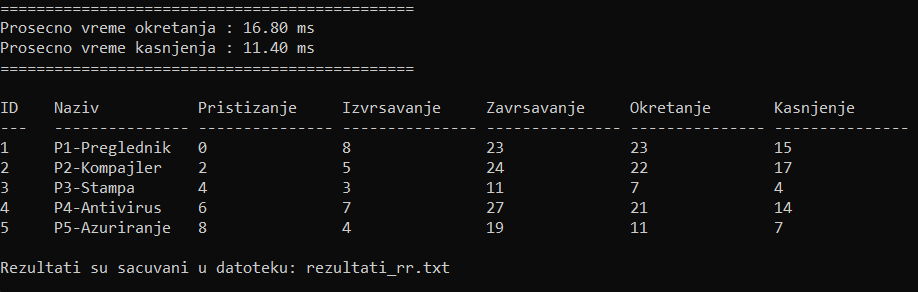 ==============================================
Prosecno vreme okretanja : 16.80 ms
Prosecno vreme kasnjenja : 11.40 ms
==============================================
ID   Naziv           Pristizanje     Izvrsavanje     Zavrsavanje     Okretanje       Kasnjenje
---  --------------- --------------- --------------- --------------- --------------- ---------------
1    P1-Preglednik   0               8               23              23              15
2    P2-Kompajler    2               5               24              22              17
3    P3-Stampa       4               3               11              7               4
4    P4-Antivirus    6               7               27              21              14
5    P5-Azuriranje   8               4               19              11              7
Rezultati su sacuvani u datoteku: rezultati_rr.txt